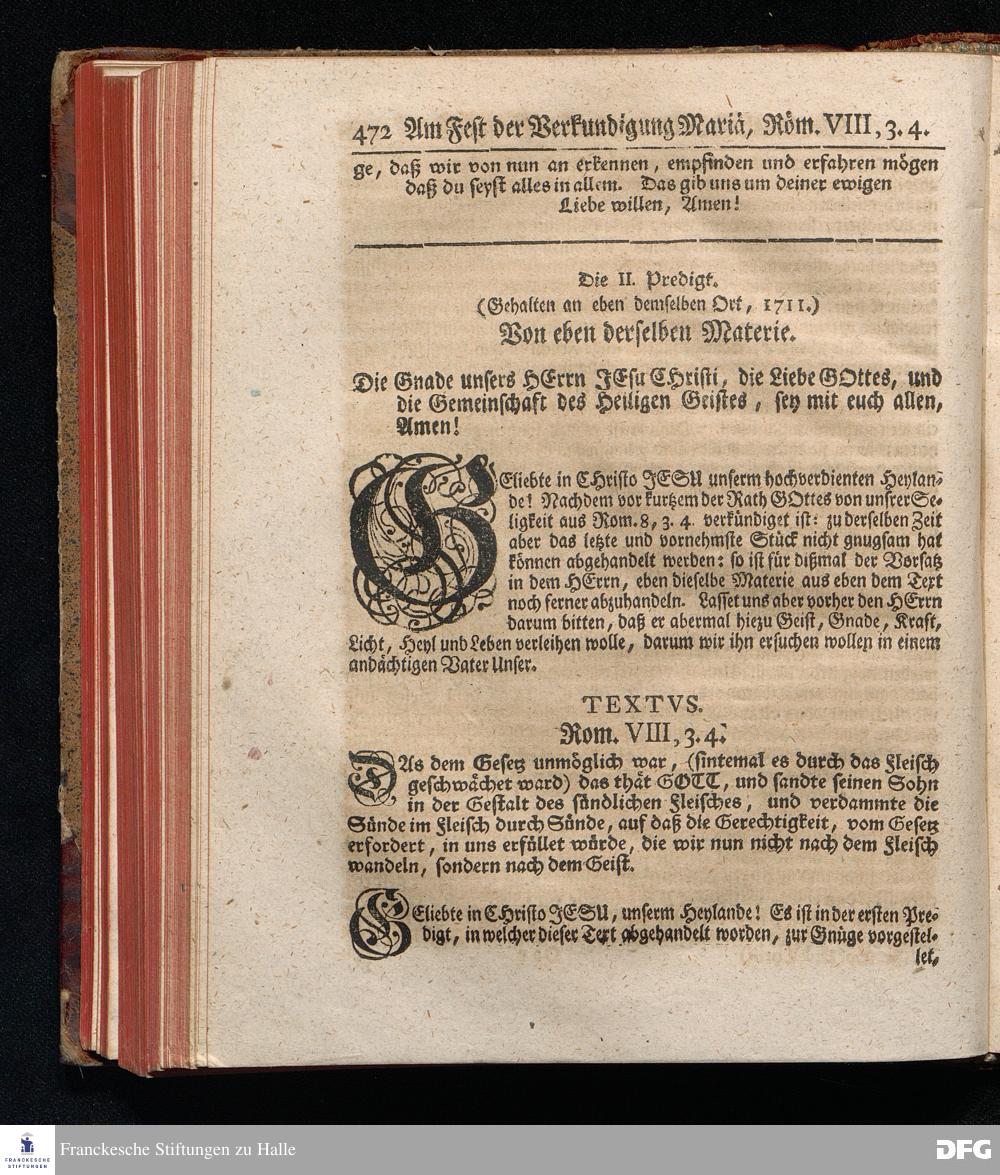 472 Am Fest der Verkundigung Mariä, Röm. VIII, 3. 4.
ge, daß wir von nun an erkennen, empfinden und erfahren mögen
daß du seyst alles in allem. Das gib uns um deiner ewigen
Liebe willen, Amen!
Die II. Predigt.
(Gehalten an eben demselben Ort, 1711.)
Von eben derselben Materie.
Die Gnade unsers HErrn JEsu CHristi, die Liebe GOttes, und
die Gemeinschaft des Heiligen Geistes, sey mit euch allen,
Amen!
GEliebte in CHristo JESU unserm hochverdienten Heylan-
de! Nachdem vor kurtzem der Rath GOttes von unsrer Se-
ligkeit aus Rom. 8, 3. 4. verkündiget ist: zu derselben Zeit
aber das letzte und vornehmste Stück nicht gnugsam hat
können abgehandelt werden: so ist für dißmal der Vorsatz
in dem HErrn, eben dieselbe Materie aus eben dem Text
noch ferner abzuhandeln. Lasset uns aber vorher den HErrn
darum bitten, daß er abermal hiezu Geist, Gnade, Kraft,
Licht, Heyl und Leben verleihen wolle, darum wir ihn ersuchen wollen in einem
andächtigen Vater Unser.
TEXTVS.
Rom. VIII, 3. 4.
DAs dem Gesetz unmöglich war, (sintemal es durch das Fleisch
geschwächet ward) das thät GOTT, und sandte seinen Sohn
in der Gestalt des sündlichen Fleisches, und verdammte die
Sünde im Fleisch durch Sünde, auf daß die Gerechtigkeit, vom Gesetz
erfordert, in uns erfüllet würde, die wir nun nicht nach dem Fleisch
wandeln, sondern nach dem Geist.
GEliebte in CHristo JESU, unserm Heylande! Es ist in der ersten Pre-
digt, in welcher dieser Text abgehandelt worden, zur Gnüge vorgestel-
let,
FRANCKESCHE
STIFTUNGEN
Franckesche Stiftungen zu Halle
DFG